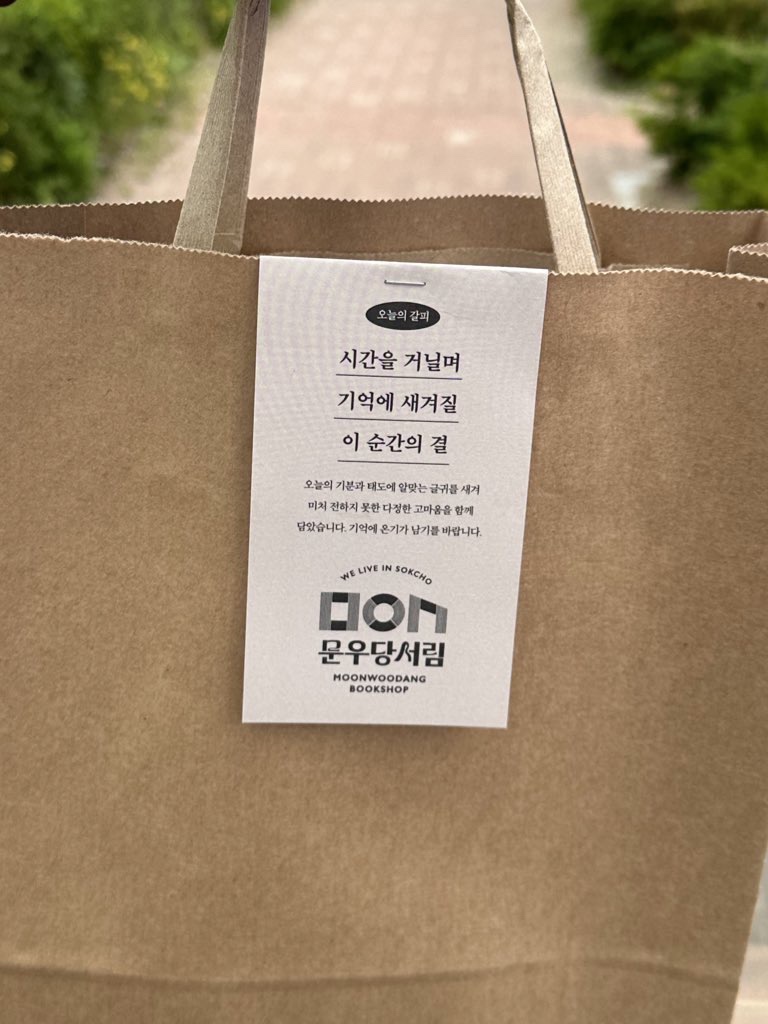 오늘의 갈피
시간을 거닐며
기억에 새겨질
이 순간의 결
오늘의 기분과 태도에 알맞는 글귀를 새겨
미처 전하지 못한 다정한 고마움을 함께
담았습니다. 기억에 온기가 남기를 바랍니다.
WE LIVE IN SOKCHO
문우당서림
MOONWOODANG
BOOKSHOP